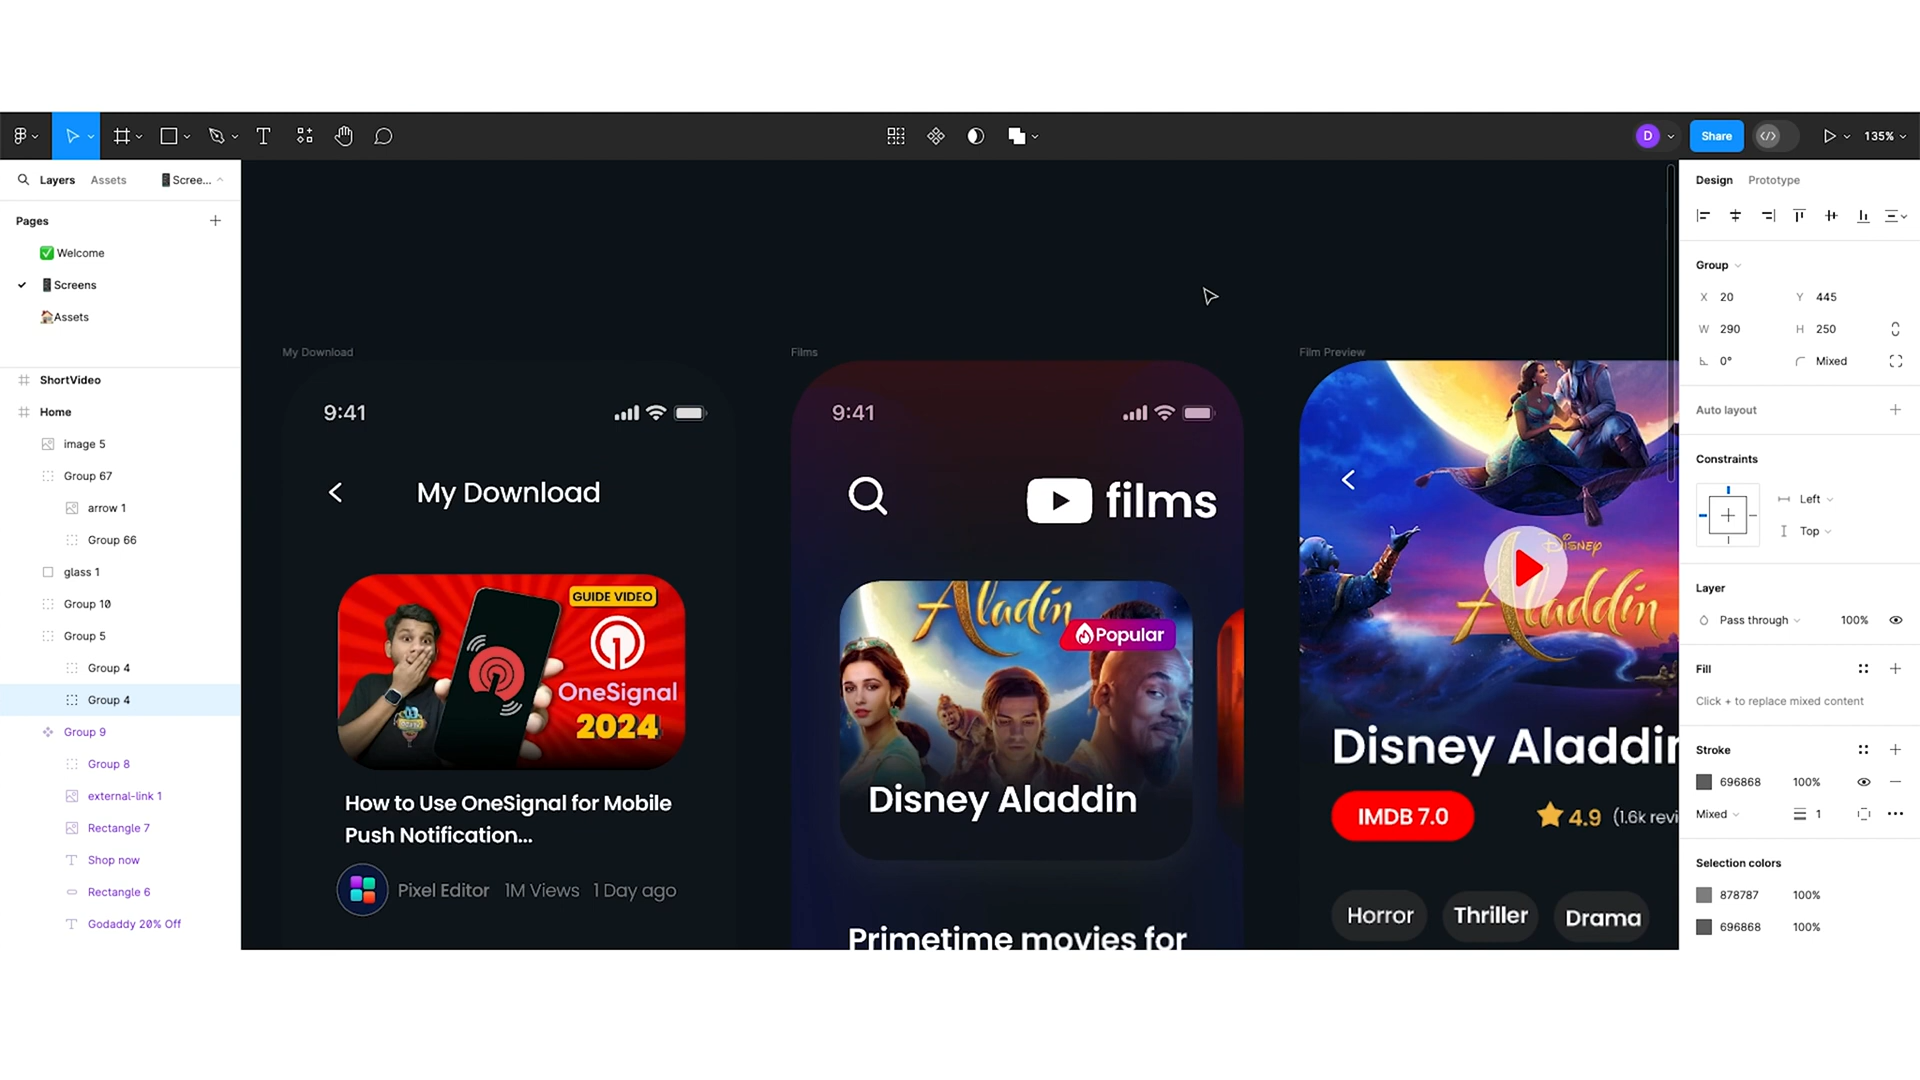 D
Share
135%
Layers
Assets
Scree...
Design
Prototype
Pages
Welcome
Screens
Assets
ShortVideo
Home
image 5
Group 67
arrow 1
Group 66
glass 1
Group 10
Group 5
Group 4
Group 4
Group 9
Group 8
external-link 1
Rectangle 7
Shop now
Rectangle 6
Godaddy 20% Off
My Download
9:41
My Download
GUIDE VIDEO
OneSignal
2024
How to Use OneSignal for Mobile
Push Notification...
Pixel Editor 1M Views 1 Day ago
Films
9:41
films
Aladin
Popular
Disney Aladdin
Primetime movies for
Film Preview
Disney
Aladdin
Disney Aladdin
IMDB 7.0
4.9 (1.6k revi
Horror
Thriller
Drama
Group
X 20
Y 445
W 290
H 250
0°
Mixed
Auto layout
Constraints
Left
Top
Layer
Pass through
100%
Fill
Click + to replace mixed content
Stroke
696868 100%
Mixed
1
Selection colors
878787 100%
696868 100%